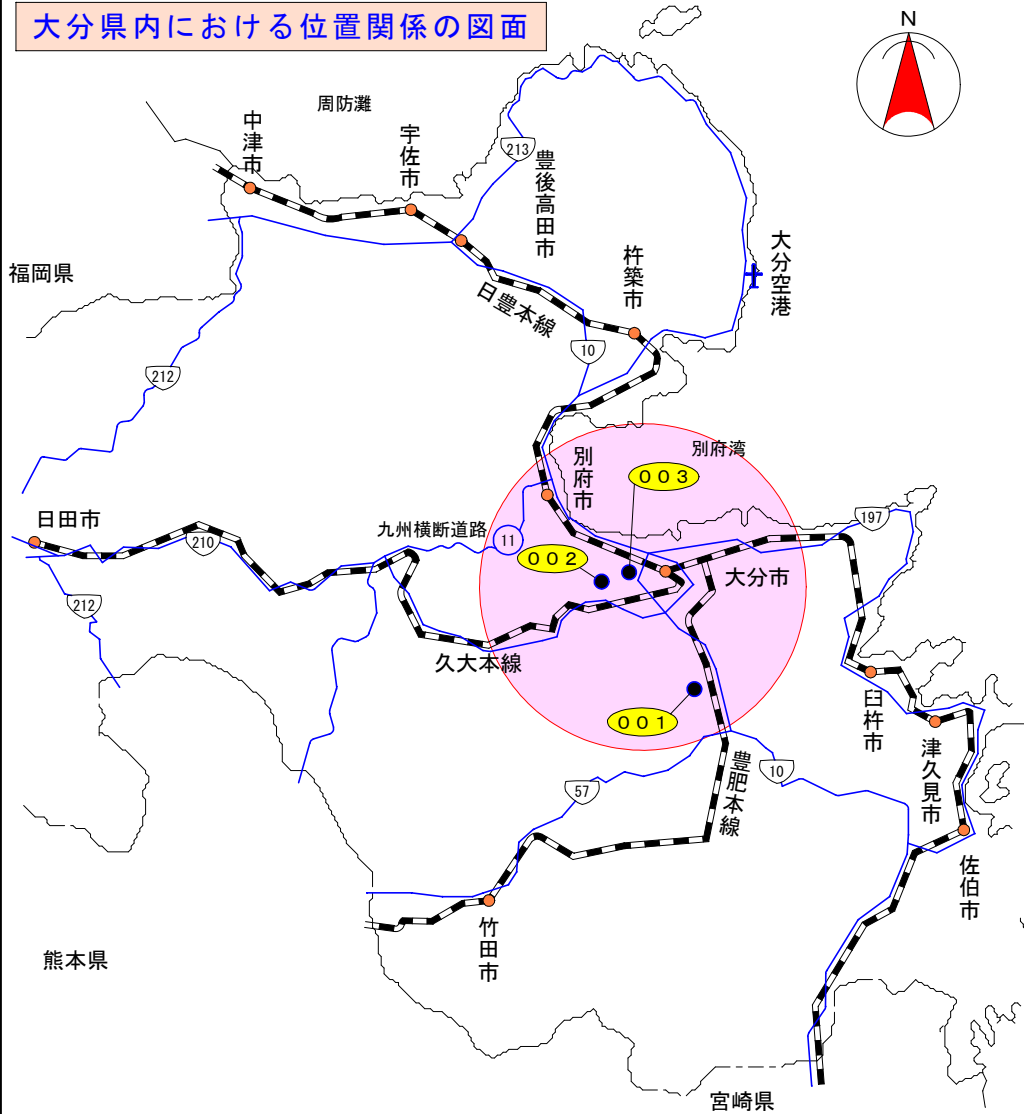 大分県内における位置関係の図面
N
周防灘
中津市
宇佐市
213
豊後高田市
大分空港
杵築市
福岡県
日豊本線
10
212
別府湾
別府市
003
日田市
九州横断道路
197
210
11
002
大分市
212
久大本線
001
臼杵市
津久見市
豊肥本線
10
57
佐伯市
竹田市
熊本県
宮崎県